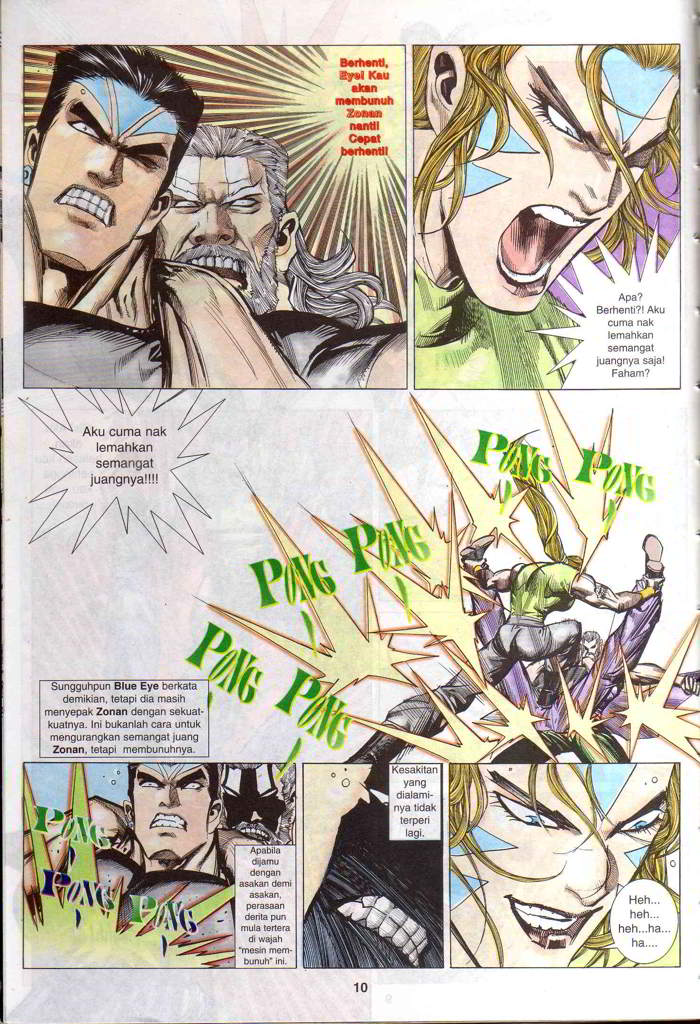 Berhenti,
Eye! Kau
akan
membunuh
Zonan
nanti!
Cepat
berhenti!
Apa?
Berhenti?! Aku
cuma nak
lemahkan
semangat
juangnya saja!
Faham?
Aku cuma nak
lemahkan
semangat
juangnya!!!!
PONG
PONG
PONG
PONG
PONG
PONG
Sungguhpun Blue Eye berkata
demikian, tetapi dia masih
menyepak Zonan dengan sekuat-
kuatnya. Ini bukanlah cara untuk
mengurangkan semangat juang
Zonan, tetapi membunuhnya.
PONG
PONG
PONG
Apabila
dijamu
dengan
asakan demi
asakan,
perasaan
derita pun
mula tertera
di wajah
"mesin mem-
bunuh" ini.
Kesakitan
yang
dialami-
nya tidak
terperi
lagi.
Heh...
heh...
heh...ha...
ha....
10